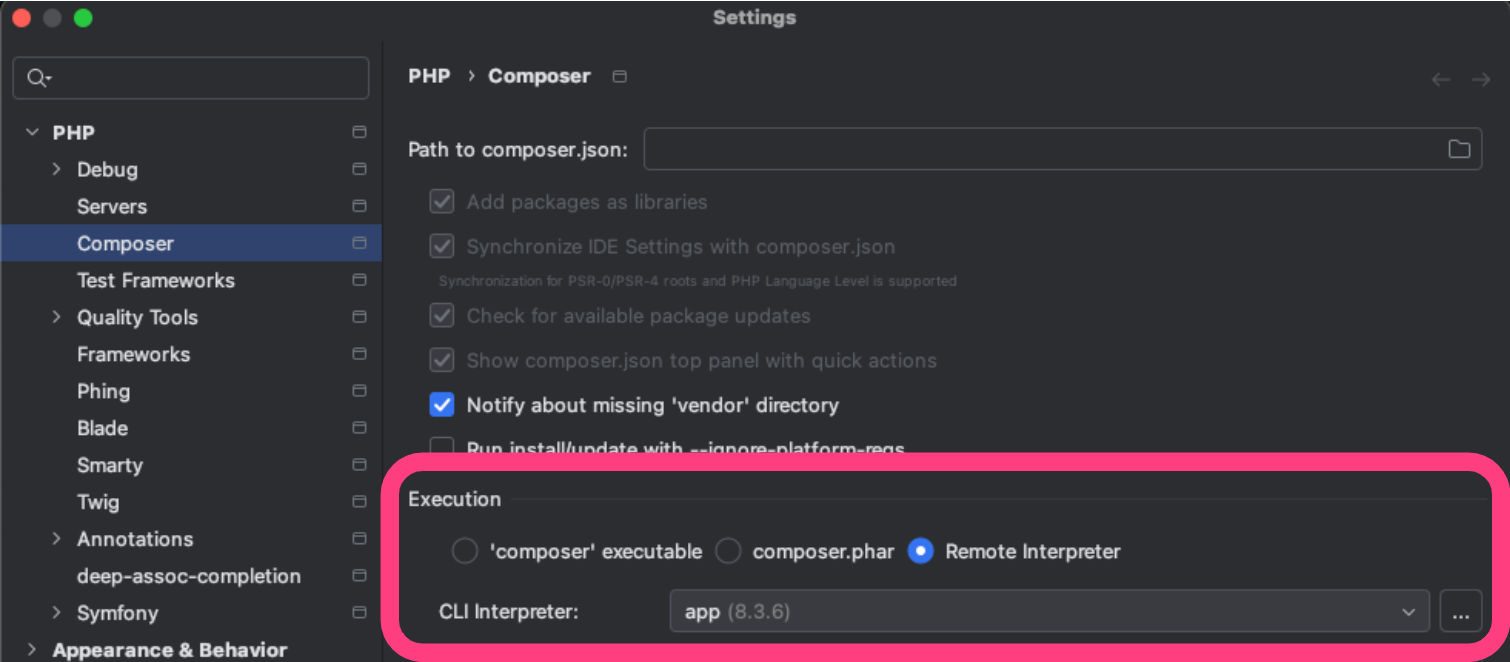 Settings
PHP › Composer
PHP
Debug
Servers
Composer
Test Frameworks
Quality Tools
Frameworks
Phing
Blade
Smarty
Twig
Annotations
deep-assoc-completion
Symfony
Appearance & Behavior
Path to composer.json:
Add packages as libraries
Synchronize IDE Settings with composer.json
Synchronization for PSR-0/PSR-4 roots and PHP Language Level is supported
Check for available package updates
Show composer.json top panel with quick actions
Notify about missing 'vendor' directory
Run install/update with --ignore-platform-reqs
Execution
'composer' executable composer.phar Remote Interpreter
CLI Interpreter: app (8.3.6) ...